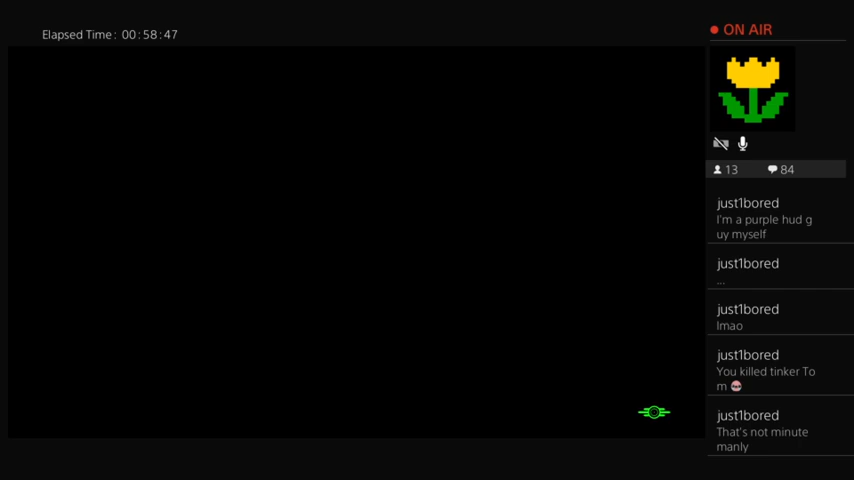 Elapsed Time: 00:58:47
ON AIR
13 84
just1bored
I'm a purple hud g
uy myself
just1bored
...
just1bored
lmao
just1bored
You killed tinker To
m
just1bored
That's not minute
manly